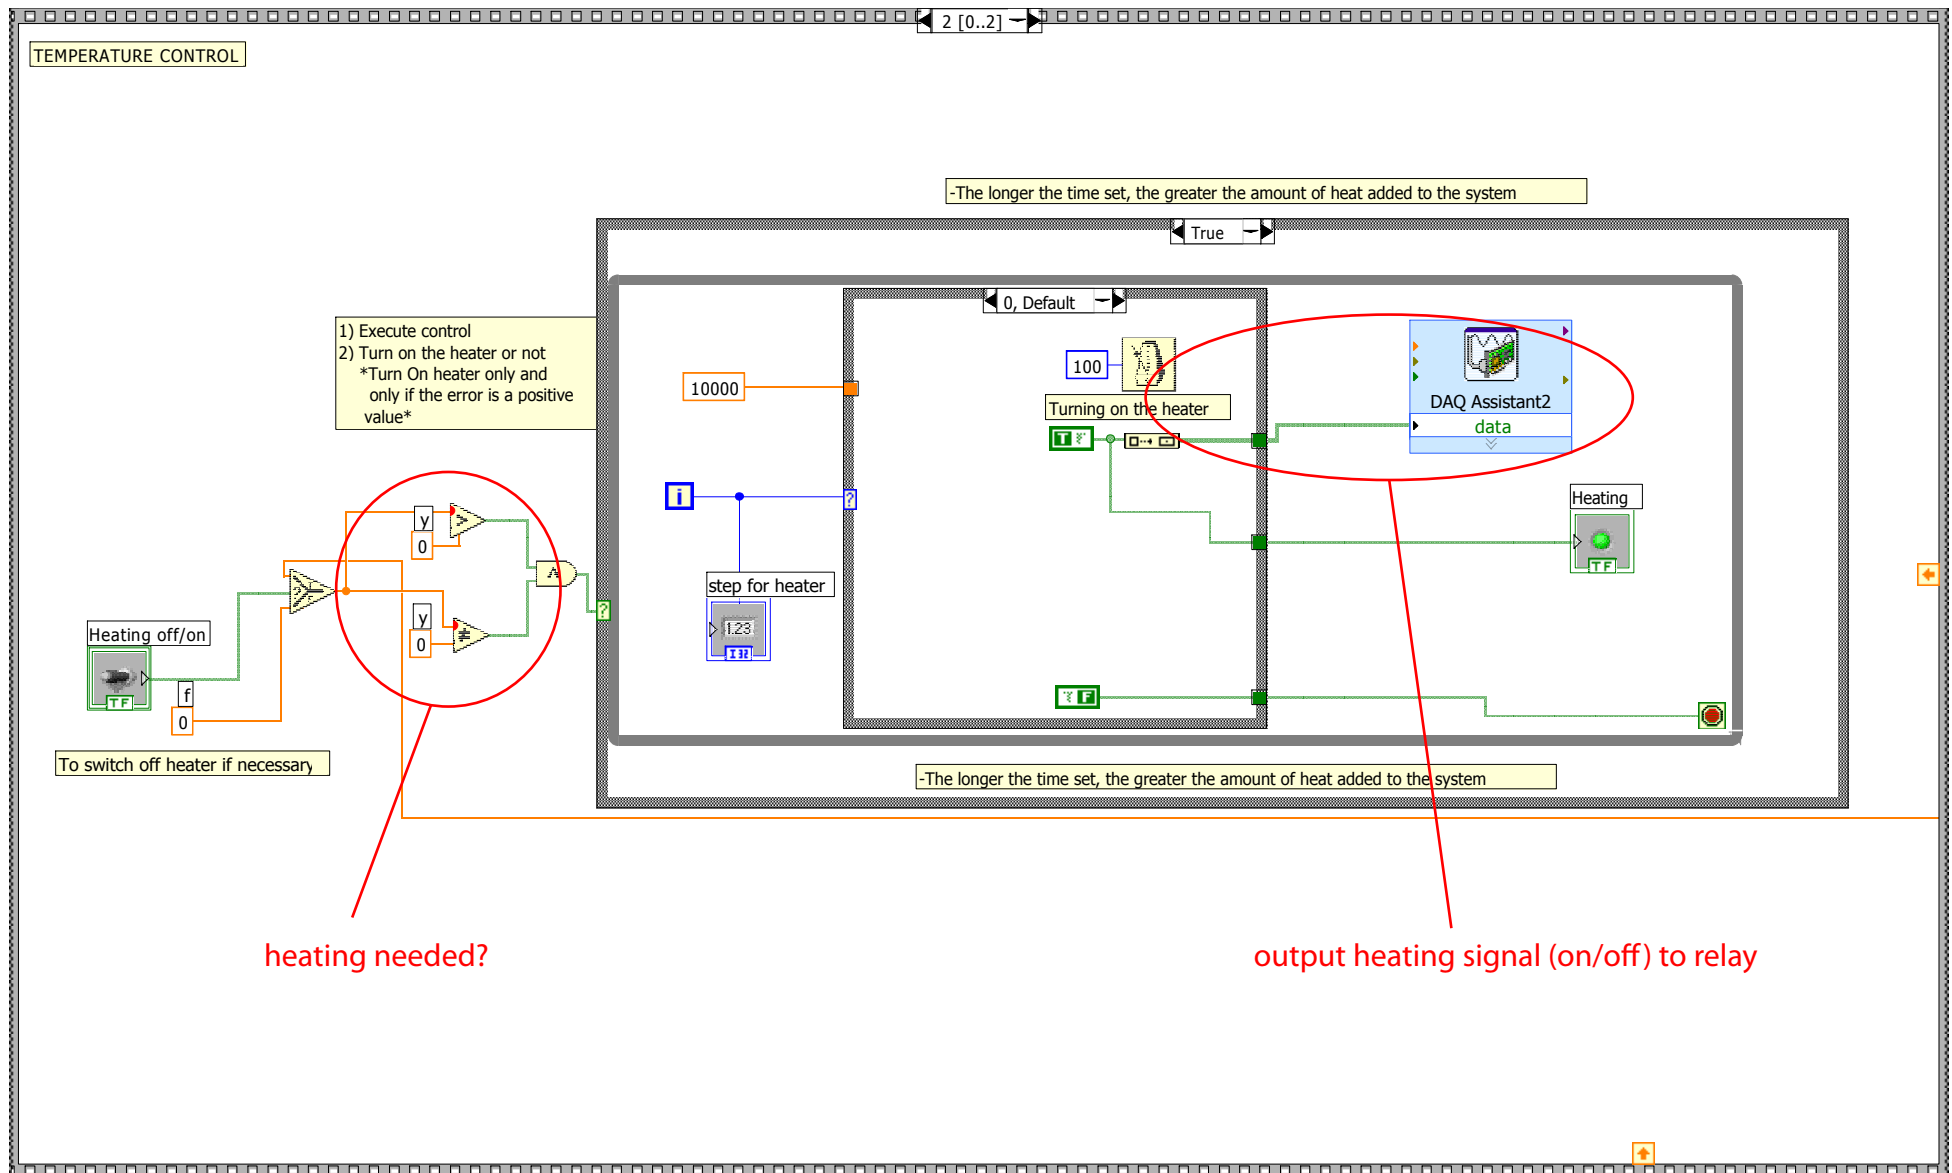 2 [0..2]
TEMPERATURE CONTROL
-The longer the time set, the greater the amount of heat added to the system
True
0, Default
1) Execute control
2) Turn on the heater or not
*Turn On heater only and
only if the error is a positive
value*
10000
100
Turning on the heater
T
DAQ Assistant2
data
i
?
Heating
TF
y
>
0
step for heater
1.23
I32
?
y
≠
0
Heating off/on
TF
f
0
F
To switch off heater if necessary
-The longer the time set, the greater the amount of heat added to the system
heating needed?
output heating signal (on/off) to relay